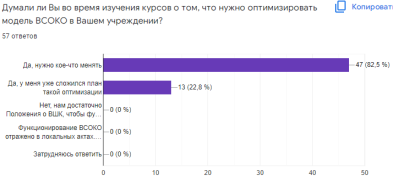 Думали ли Вы во время изучения курсов о том, что нужно оптимизировать
модель ВСОКО в Вашем учреждении?
Копировать
57 ответов
Да, нужно кое-что менять
47 (82,5 %)
Да, у меня уже сложился план
такой оптимизации
13 (22,8 %)
Нет, нам достаточно
Положения о ВШК, чтобы фу...
0 (0 %)
Функционирование ВСОКО
отражено в локальных актах....
0 (0 %)
Затрудняюсь ответить
0 (0 %)
0
10
20
30
40
50